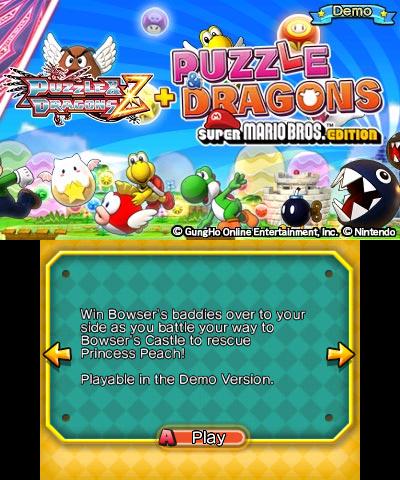 Demo
PUZZLE &
DRAGONS Z
+
PUZZLE
& DRAGONS
SUPER MARIO BROS.™ EDITION
© GungHo Online Entertainment, Inc. © Nintendo
Win Bowser's baddies over to your
side as you battle your way to
Bowser's Castle to rescue
Princess Peach!
Playable in the Demo Version.
A Play